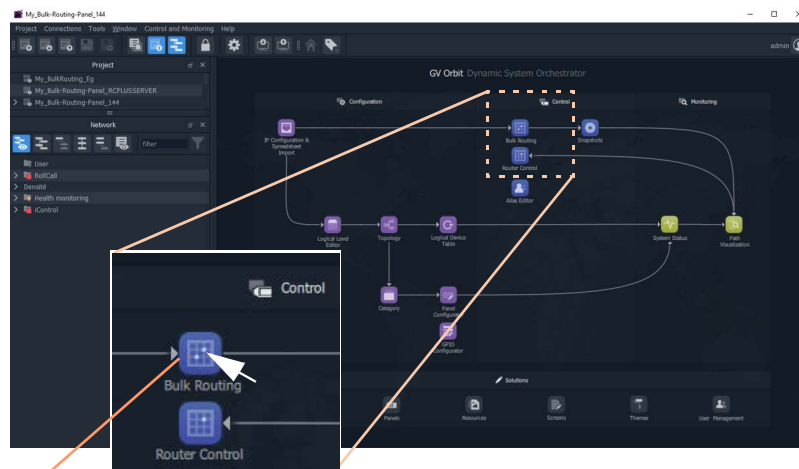 My_Bulk-Routing-Panel_144
Project Connections Tools Window Control and Monitoring Help
admin
Project
My_BulkRouting_Eg
My_Bulk-Routing-Panel_RCPLUSSERVER
My_Bulk-Routing-Panel_144
Network
filter
User
RollCall
Densité
Health monitoring
iControl
GV Orbit Dynamic System Orchestrator
Configuration
Control
Monitoring
IP Configuration &
Spreadsheet
Import
Bulk Routing
Snapshots
Router Control
Alias Editor
Logical Level
Editor
Topology
Logical Device
Table
System Status
Path
Visualization
Category
Panel
Configurator
GPIO
Configurator
Solutions
Panels
Resources
Screens
Themes
User Management
Control
Bulk Routing
Router Control